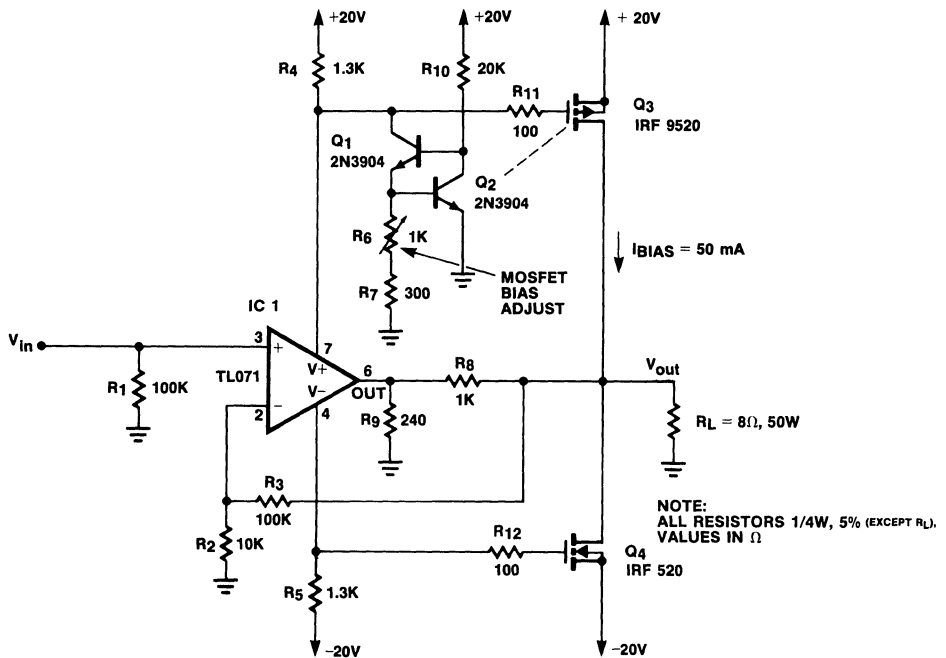 +20V
+20V
+ 20V
R4
1.3K
R10
20K
R11
100
Q3
IRF 9520
Q1
2N3904
Q2
2N3904
R6
1K
MOSFET
BIAS
ADJUST
R7
300
IBIAS = 50 mA
IC 1
Vin
3
+
7
V+
TL071
6
OUT
V−
−
2
4
R1
100K
R8
1K
R9
240
Vout
RL = 8Ω, 50W
R3
100K
R2
10K
NOTE:
ALL RESISTORS 1/4W, 5% (EXCEPT RL),
VALUES IN Ω
R12
100
Q4
IRF 520
R5
1.3K
−20V
−20V